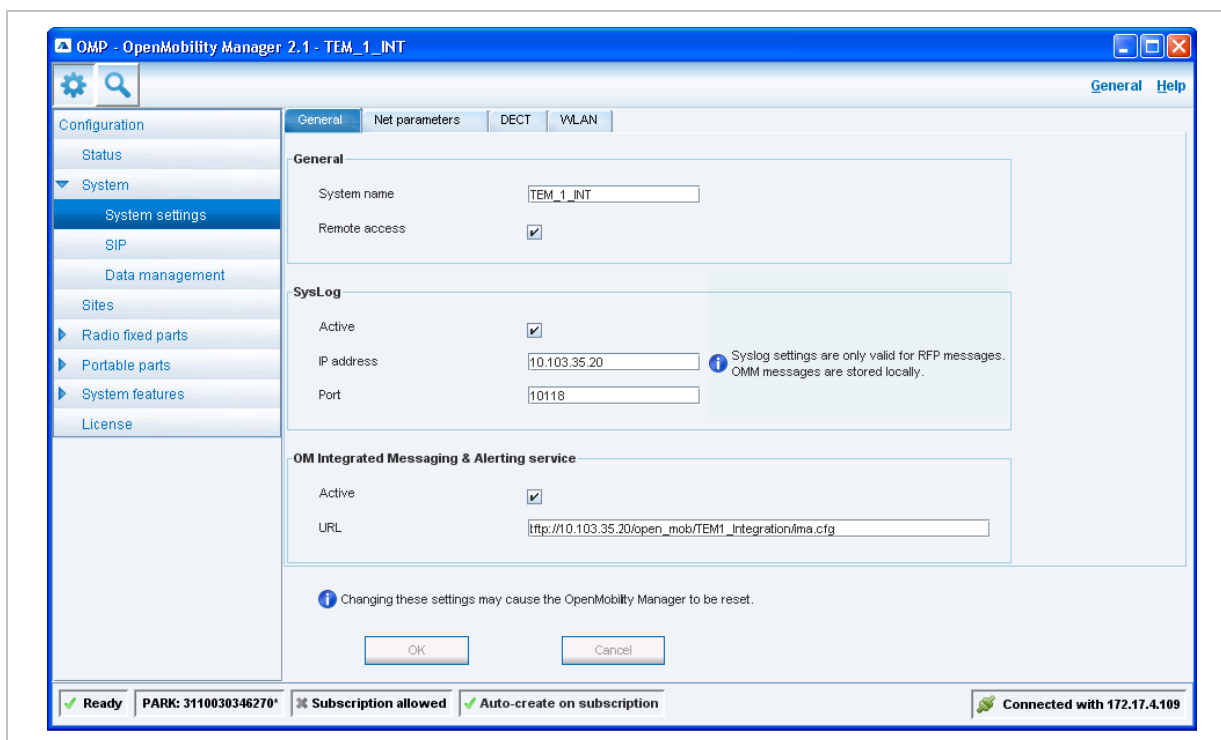 OMP - OpenMobility Manager 2.1 - TEM_1_INT
General Help
Configuration
Status
System
System settings
SIP
Data management
Sites
Radio fixed parts
Portable parts
System features
License
General Net parameters DECT WLAN
General
System name TEM_1_INT
Remote access
SysLog
Active
IP address 10.103.35.20
Port 10118
Syslog settings are only valid for RFP messages.
OMM messages are stored locally.
OM Integrated Messaging & Alerting service
Active
URL tftp://10.103.35.20/open_mob/TEM1_Integration/ima.cfg
Changing these settings may cause the OpenMobility Manager to be reset.
OK Cancel
Ready PARK: 3110030346270* Subscription allowed Auto-create on subscription Connected with 172.17.4.109